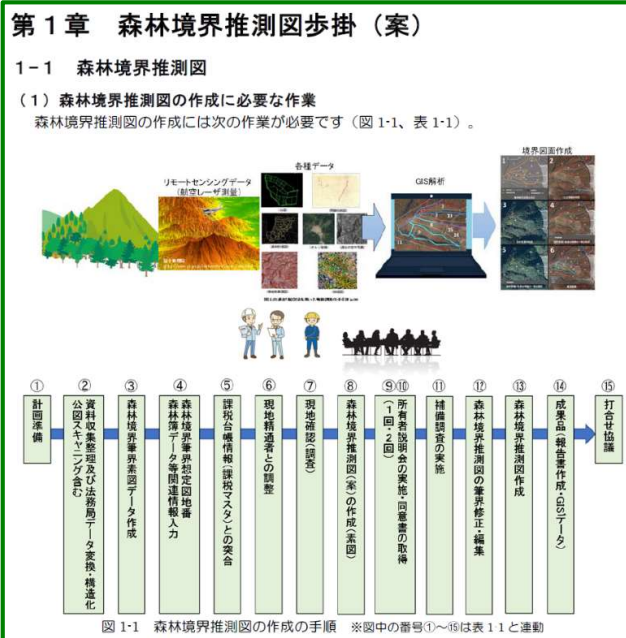 第1章 森林境界推測図歩掛（案）
1-1 森林境界推測図
（1）森林境界推測図の作成に必要な作業
森林境界推測図の作成には次の作業が必要です（図 1-1、表 1-1）。
リモートセンシングデータ
（航空レーザ測量）
各種データ
GIS解析
境界図面作成
①
計画準備
②
資料収集整理及び法務局データ変換・構造化
公図スキャニング含む
③
森林境界筆界素図データ作成
④
森林境界筆界想定図地番
森林簿データ等関連情報入力
⑤
課税台帳情報（課税マスタ）との突合
⑥
現地精通者との調整
⑦
現地確認（調査）
⑧
森林境界推測図（案）の作成（素図）
⑨⑩
所有者説明会の実施・同意書の取得
（1回・2回）
⑪
補備調査の実施
⑫
森林境界推測図の筆界修正・編集
⑬
森林境界推測図作成
⑭
成果品（報告書作成・GISデータ）
⑮
打合せ協議
図 1-1 森林境界推測図の作成の手順 ※図中の番号①～⑮は表 1-1 と連動